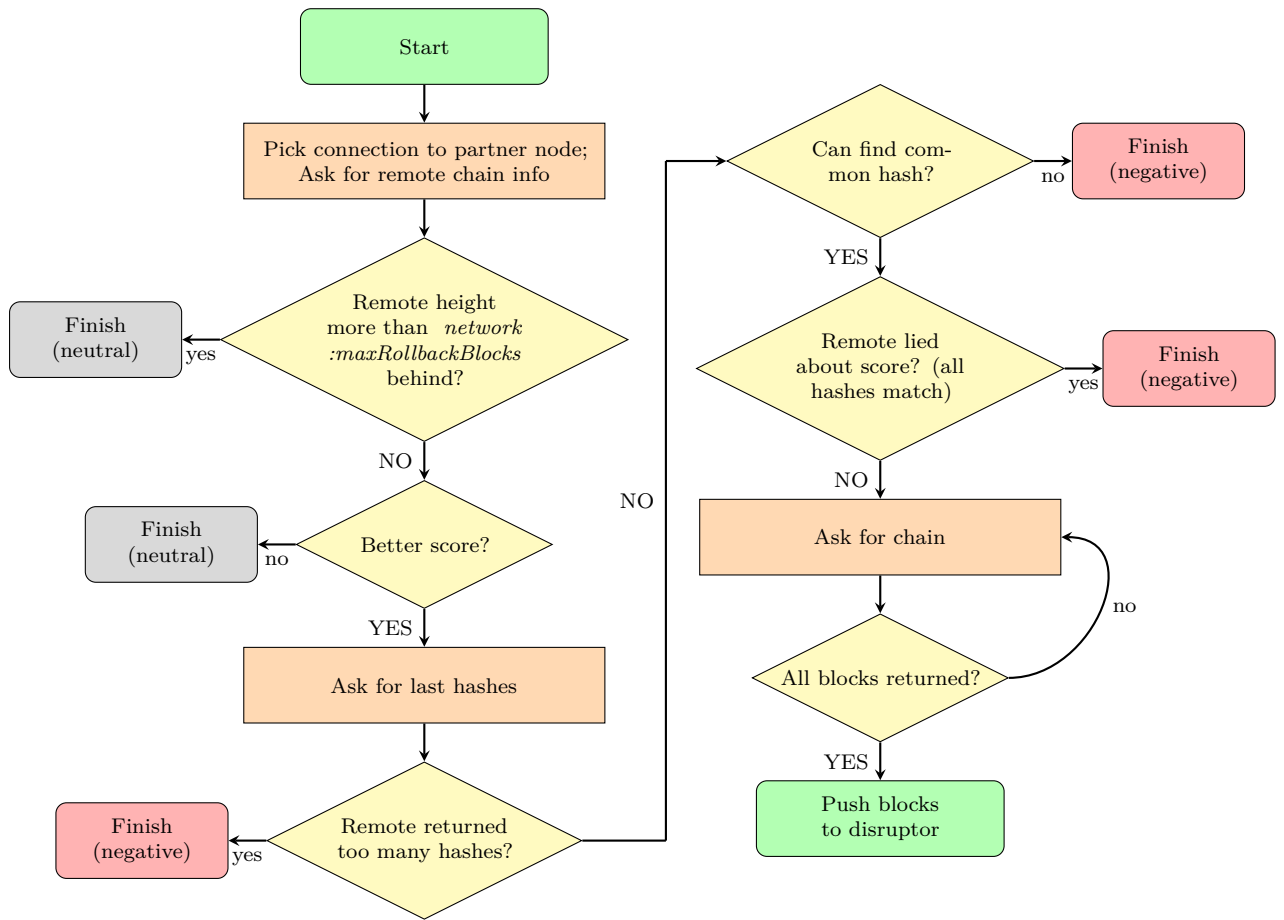 Start
Pick connection to partner node;
Ask for remote chain info
Remote height
more than network
:maxRollbackBlocks
behind?
yes
Finish
(neutral)
NO
Better score?
no
Finish
(neutral)
YES
Ask for last hashes
Remote returned
too many hashes?
yes
Finish
(negative)
NO
Can find com-
mon hash?
no
Finish
(negative)
YES
Remote lied
about score? (all
hashes match)
yes
Finish
(negative)
NO
Ask for chain
All blocks returned?
no
YES
Push blocks
to disruptor